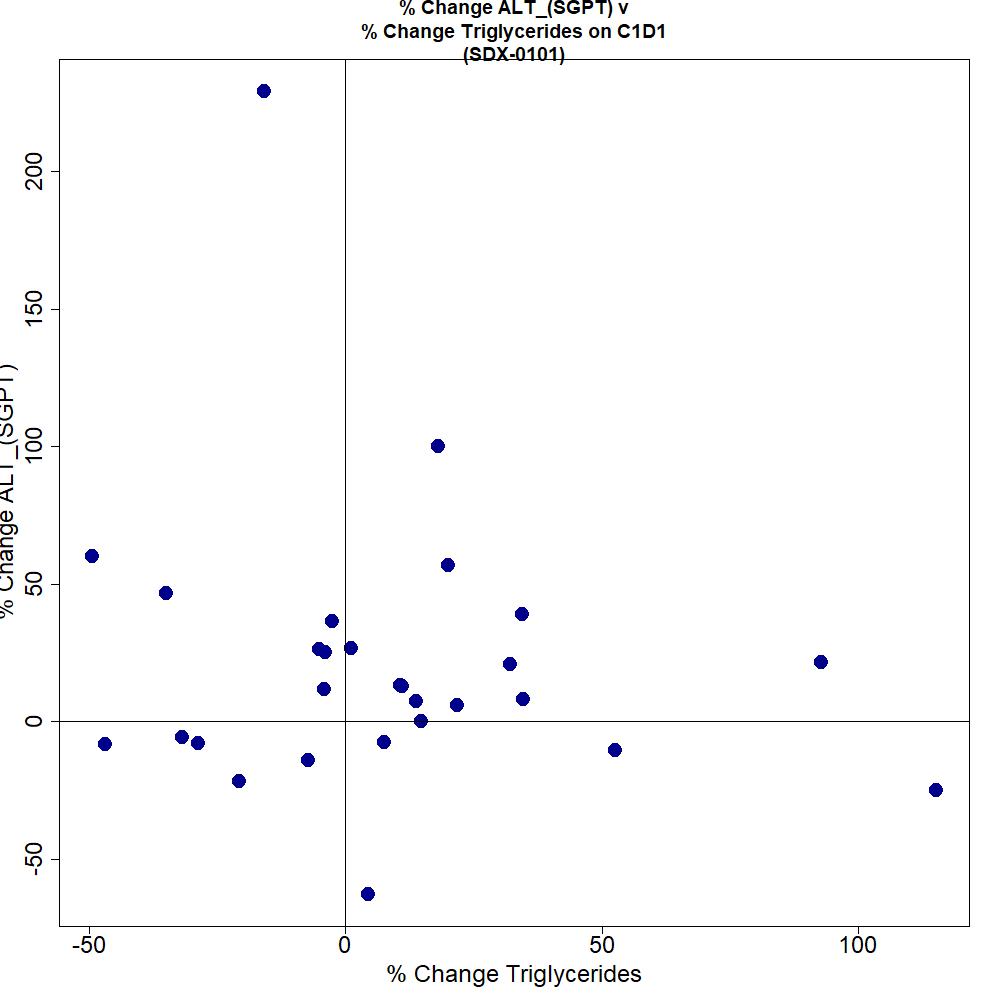 % Change ALT_(SGPT) v
% Change Triglycerides on C1D1
(SDX-0101)
% Change ALT_(SGPT)
200
150
100
50
0
-50
-50
0
50
100
% Change Triglycerides